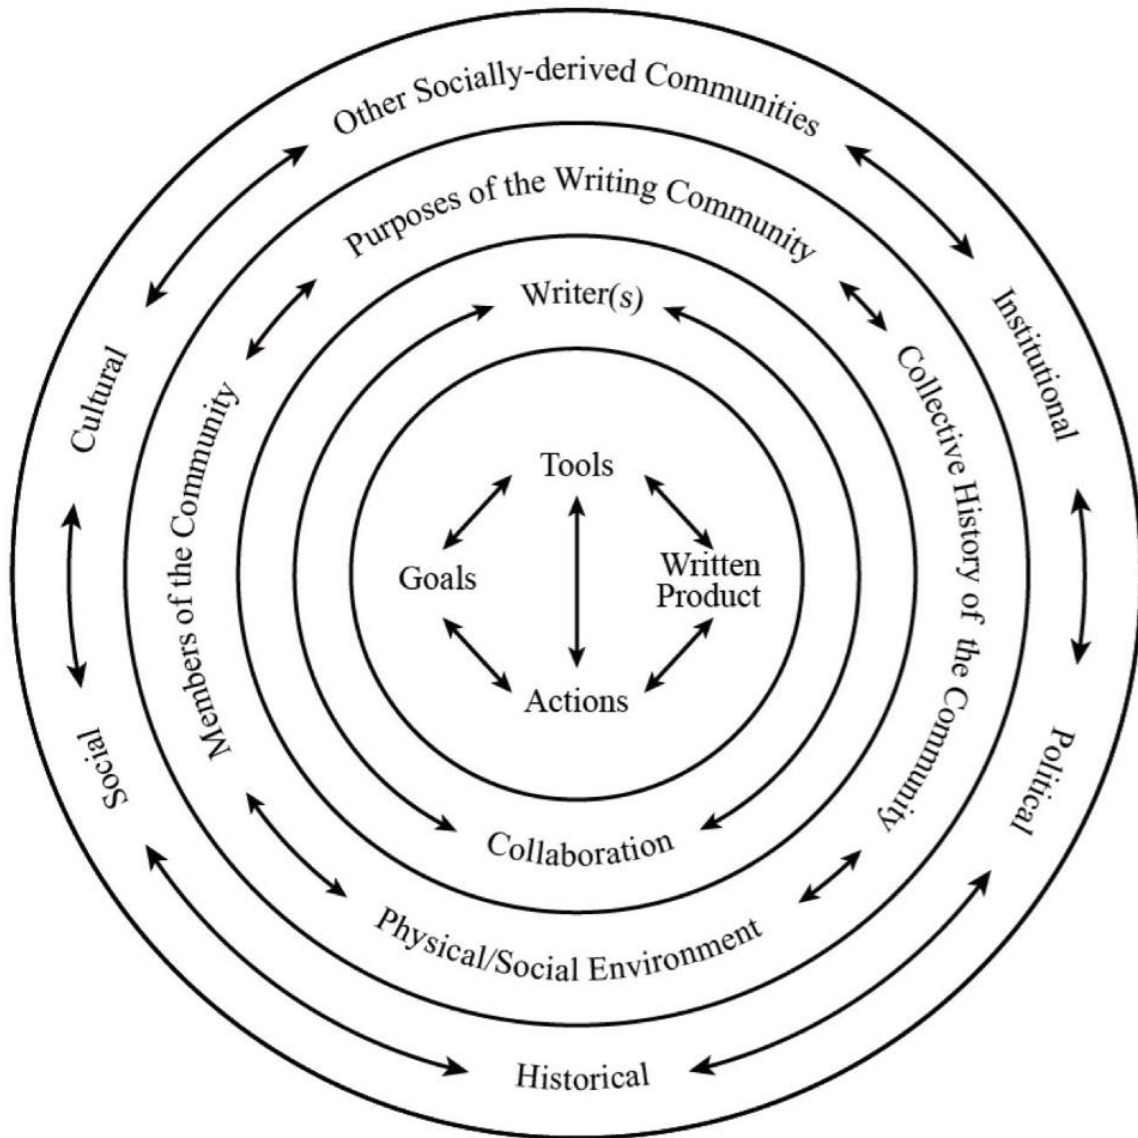 Other Socially-derived Communities
Purposes of the Writing Community
Writer(s)
Institutional
Cultural
Collective History of the Community
Members of the Community
Tools
Goals
Written
Product
Actions
Social
Political
Collaboration
Physical/Social Environment
Historical